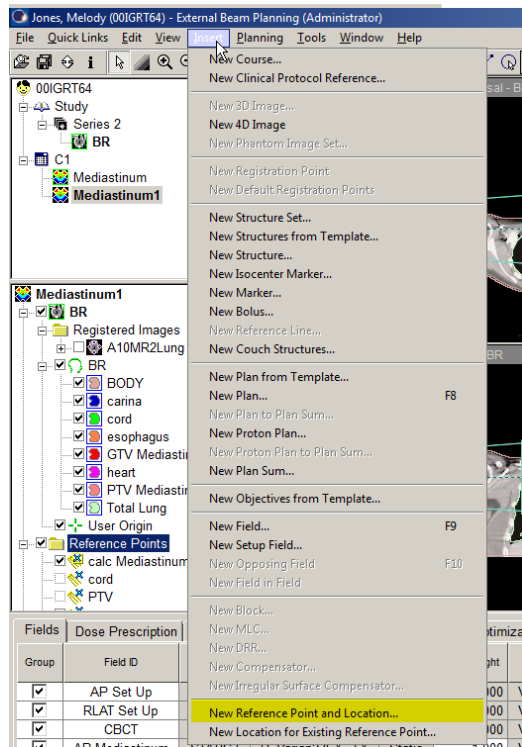 Jones, Melody (00IGRT64) - External Beam Planning (Administrator)
File Quick Links Edit View Insert Planning Tools Window Help
00IGRT64
Study
Series 2
BR
C1
Mediastinum
Mediastinum1
Mediastinum1
BR
Registered Images
A10MR2Lung
BR
BODY
carina
cord
esophagus
GTV Mediasti
heart
PTV Mediastin
Total Lung
User Origin
Reference Points
calc Mediastinum
cord
PTV
New Course...
New Clinical Protocol Reference...
New 3D Image...
New 4D Image
New Phantom Image Set...
New Registration Point
New Default Registration Points
New Structure Set...
New Structures from Template...
New Structure...
New Isocenter Marker...
New Marker...
New Bolus...
New Reference Line...
New Couch Structures...
New Plan from Template...
New Plan... F8
New Plan to Plan Sum...
New Proton Plan...
New Proton Plan to Plan Sum...
New Plan Sum...
New Objectives from Template...
New Field... F9
New Setup Field...
New Opposing Field F10
New Field in Field
New Block...
New MLC...
New DRR...
New Compensator...
New Irregular Surface Compensator...
New Reference Point and Location...
New Location for Existing Reference Point...
sal - B
BR
Fields Dose Prescription ptimiza
Group Field ID ght
AP Set Up 000 V
RLAT Set Up 000 V
CBCT 000 V